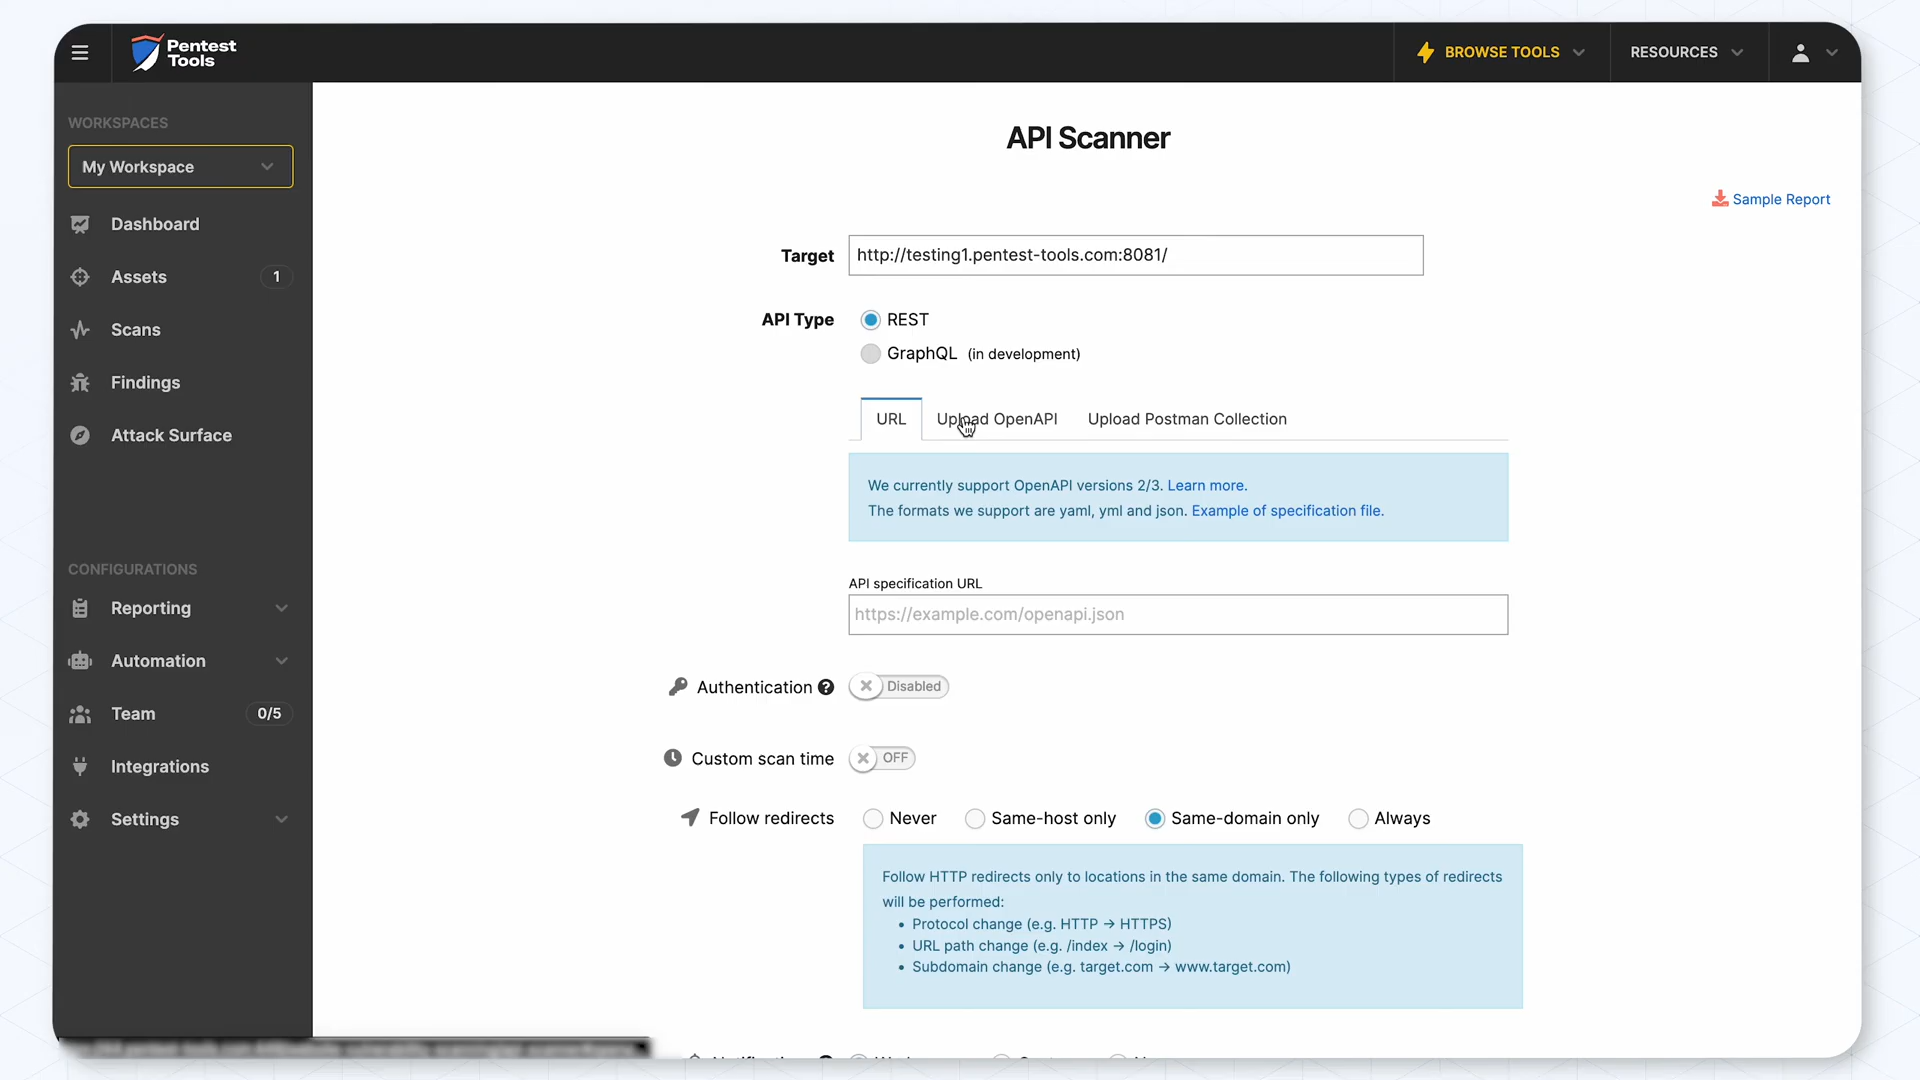 Pentest
Tools
BROWSE TOOLS
RESOURCES
WORKSPACES
My Workspace
Dashboard
Assets 1
Scans
Findings
Attack Surface
CONFIGURATIONS
Reporting
Automation
Team 0/5
Integrations
Settings
API Scanner
Sample Report
Target http://testing1.pentest-tools.com:8081/
API Type REST
GraphQL (in development)
URL Upload OpenAPI Upload Postman Collection
We currently support OpenAPI versions 2/3. Learn more.
The formats we support are yaml, yml and json. Example of specification file.
API specification URL
https://example.com/openapi.json
Authentication ? Disabled
Custom scan time OFF
Follow redirects Never Same-host only Same-domain only Always
Follow HTTP redirects only to locations in the same domain. The following types of redirects
will be performed:
• Protocol change (e.g. HTTP → HTTPS)
• URL path change (e.g. /index → /login)
• Subdomain change (e.g. target.com → www.target.com)